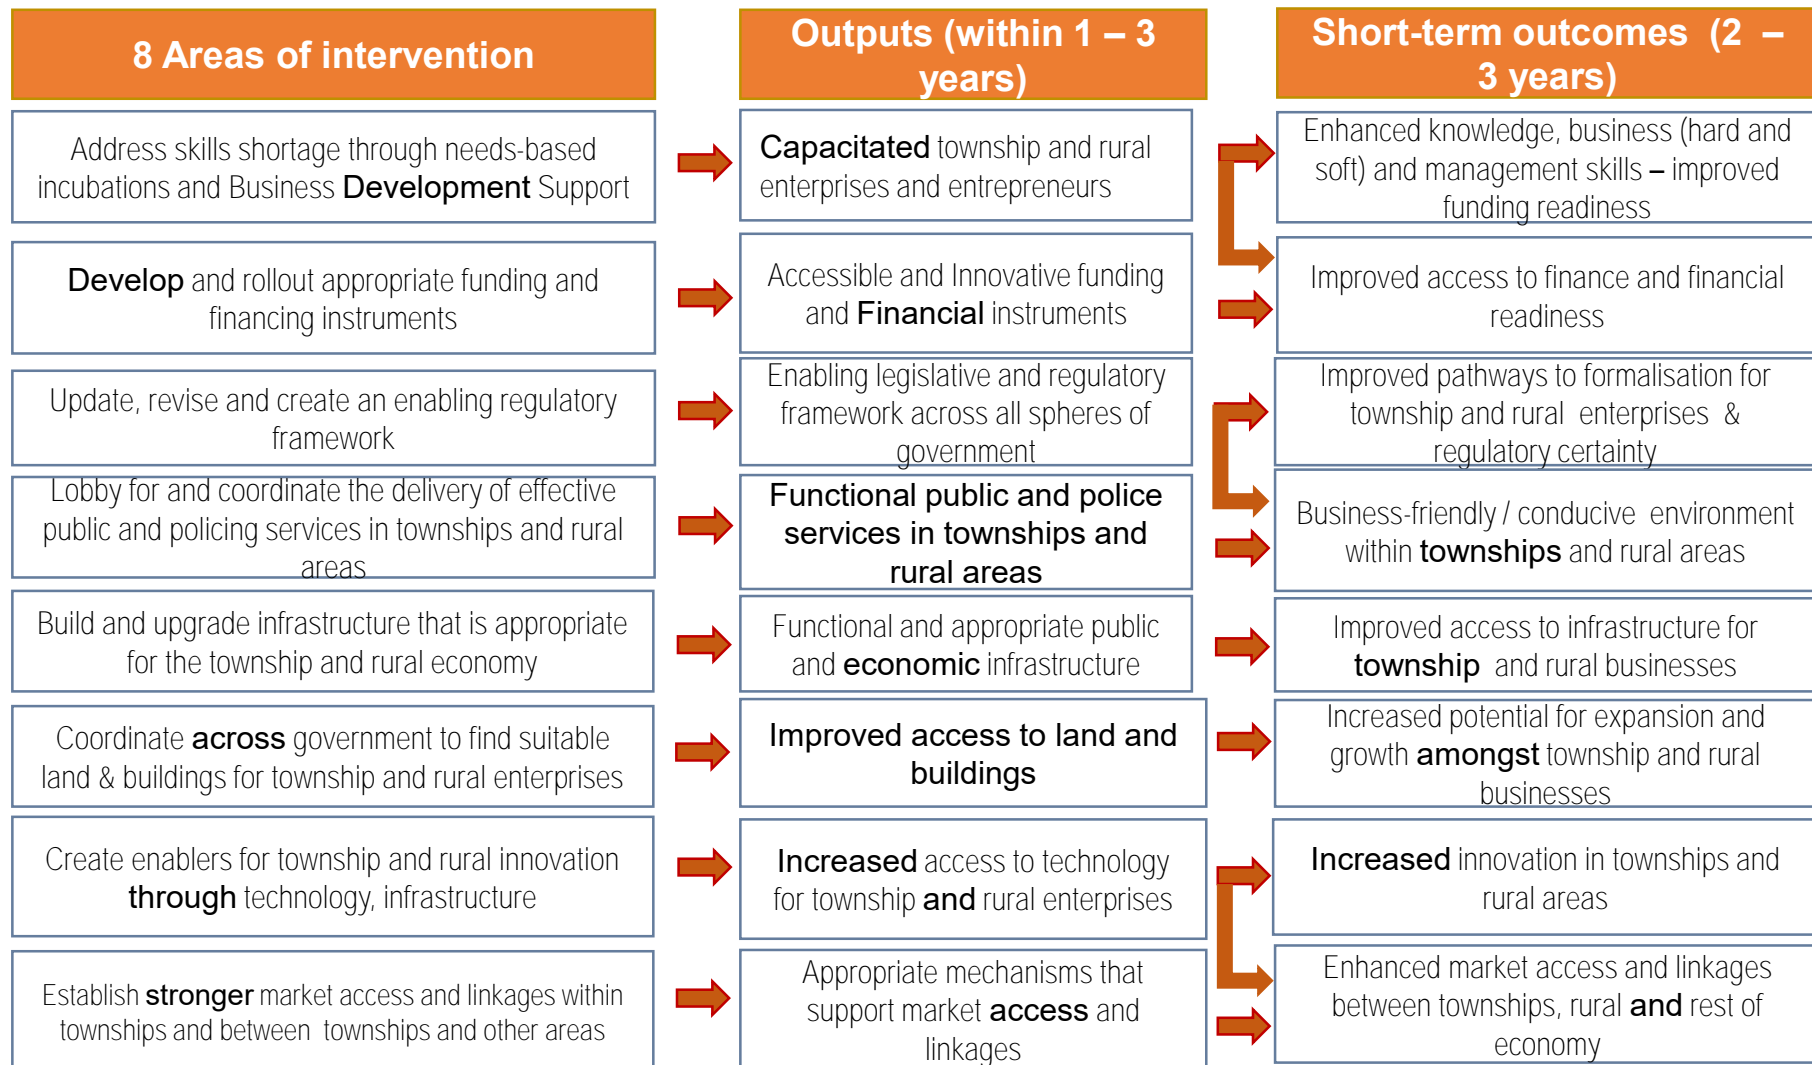 8 Areas of intervention
Outputs (within 1 – 3
years)
Short-term outcomes (2 –
3 years)
Address skills shortage through needs-based
incubations and Business Development Support
Capacitated township and rural
enterprises and entrepreneurs
Enhanced knowledge, business (hard and
soft) and management skills – improved
funding readiness
Develop and rollout appropriate funding and
financing instruments
Accessible and Innovative funding
and Financial instruments
Improved access to finance and financial
readiness
Update, revise and create an enabling regulatory
framework
Enabling legislative and regulatory
framework across all spheres of
government
Improved pathways to formalisation for
township and rural enterprises &
regulatory certainty
Lobby for and coordinate the delivery of effective
public and policing services in townships and rural
areas
Functional public and police
services in townships and
rural areas
Business-friendly / conducive environment
within townships and rural areas
Build and upgrade infrastructure that is appropriate
for the township and rural economy
Functional and appropriate public
and economic infrastructure
Improved access to infrastructure for
township and rural businesses
Coordinate across government to find suitable
land & buildings for township and rural enterprises
Improved access to land and
buildings
Increased potential for expansion and
growth amongst township and rural
businesses
Create enablers for township and rural innovation
through technology, infrastructure
Increased access to technology
for township and rural enterprises
Increased innovation in townships and
rural areas
Establish stronger market access and linkages within
townships and between townships and other areas
Appropriate mechanisms that
support market access and
linkages
Enhanced market access and linkages
between townships, rural and rest of
economy